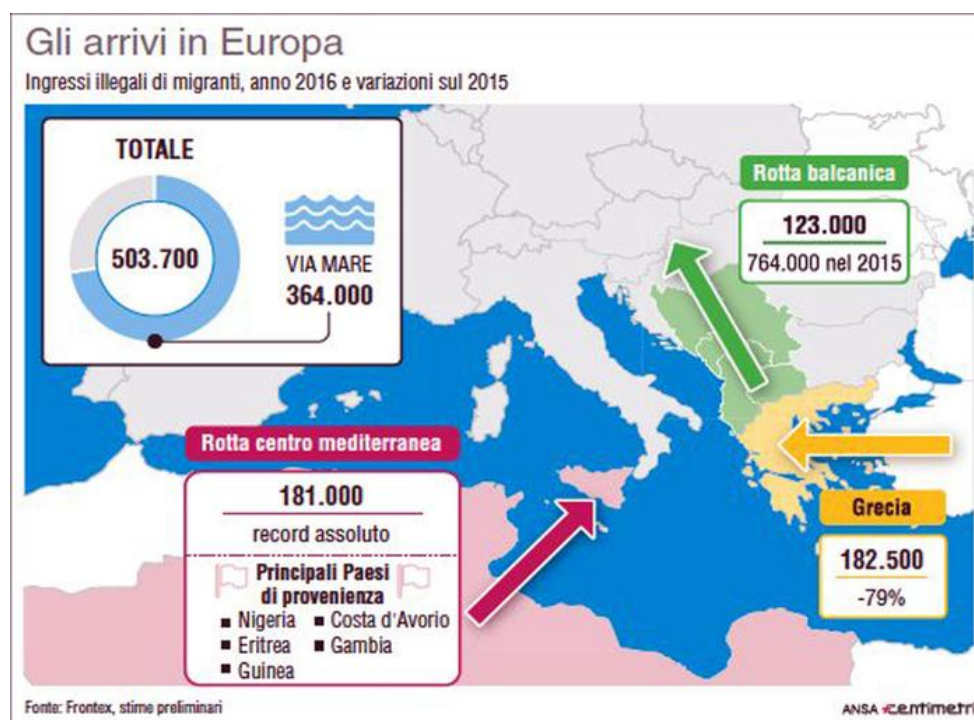 Gli arrivi in Europa
Ingressi illegali di migranti, anno 2016 e variazioni sul 2015
TOTALE
503.700
VIA MARE
364.000
Rotta balcanica
123.000
764.000 nel 2015
Rotta centro mediterranea
181.000
record assoluto
Principali Paesi
di provenienza
Nigeria
Eritrea
Guinea
Costa d'Avorio
Gambia
Grecia
182.500
-79%
Fonte: Frontex, stime preliminari
ANSA centimetri